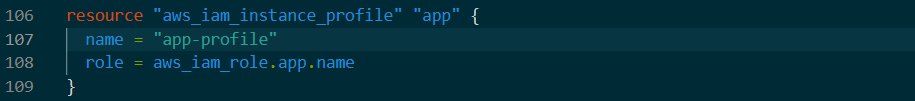 106 resource "aws_iam_instance_profile" "app" {
107   name = "app-profile"
108   role = aws_iam_role.app.name
109 }